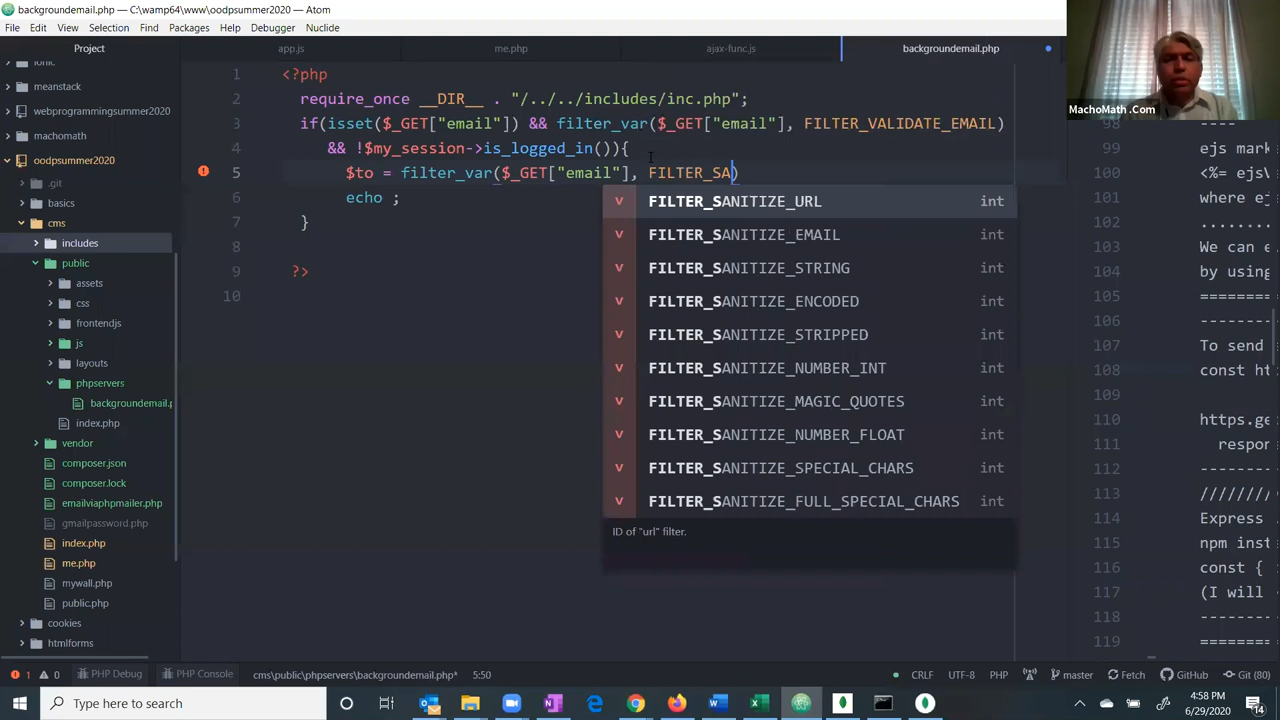 backgroundemail.php — C:\wamp64\www\oodpsummer2020 — Atom
File Edit View Selection Find Packages Help Debugger Nuclide
Project
app.js
me.php
ajax-func.js
backgroundemail.php
MachoMath .Com
meanstack
webprogrammingsummer2020
machomath
oodpsummer2020
.git
basics
cms
includes
public
assets
css
frontendjs
js
layouts
phpservers
backgroundemail.p
index.php
vendor
composer.json
composer.lock
emailviaphpmailer.php
gmailpassword.php
index.php
me.php
mywall.php
public.php
cookies
htmlforms
1 <?php
2 require_once __DIR__ . "/../../includes/inc.php";
3 if(isset($_GET["email"]) && filter_var($_GET["email"], FILTER_VALIDATE_EMAIL)
4 && !$my_session->is_logged_in()){
5 $to = filter_var($_GET["email"], FILTER_SA)
6 echo ;
7 }
8
9 ?>
10
v FILTER_SANITIZE_URL int
v FILTER_SANITIZE_EMAIL int
v FILTER_SANITIZE_STRING int
v FILTER_SANITIZE_ENCODED int
v FILTER_SANITIZE_STRIPPED int
v FILTER_SANITIZE_NUMBER_INT int
v FILTER_SANITIZE_MAGIC_QUOTES int
v FILTER_SANITIZE_NUMBER_FLOAT int
v FILTER_SANITIZE_SPECIAL_CHARS int
v FILTER_SANITIZE_FULL_SPECIAL_CHARS int
ID of "url" filter.
98 ----
99 ejs mark
100 <%= ejsV
101 where ej
102 ........
103 We can e
104 by using
105 ========
106 --------
107 To send
108 const ht
109
110 https.ge
111 respon
112 --------
113 ////////
114 Express
115 npm inst
116 const {
117 (I will
118 --------
119 ========
1 0 PHP Debug PHP Console cms\public\phpservers\backgroundemail.php* 5:50
CRLF UTF-8 PHP master Fetch GitHub Git (80)
Type here to search
4:58 PM
6/29/2020
14